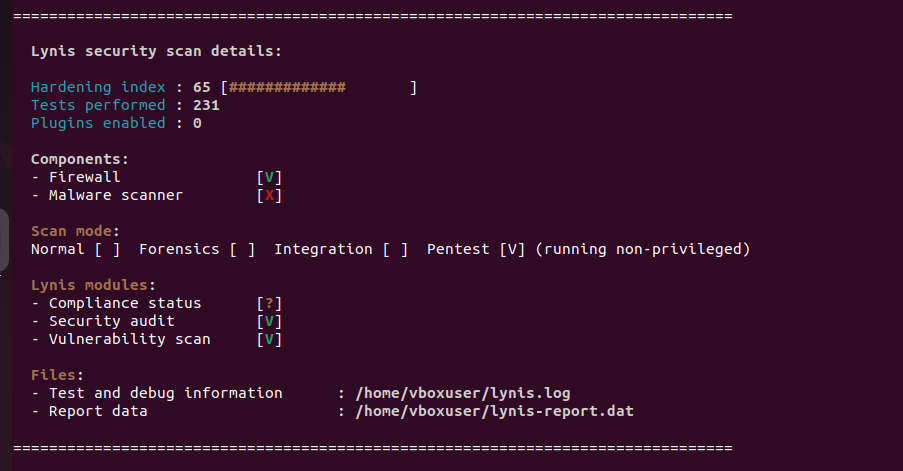 ================================================================================
Lynis security scan details:
Hardening index : 65 [#############       ]
Tests performed : 231
Plugins enabled : 0
Components:
- Firewall               [V]
- Malware scanner        [X]
Scan mode:
Normal [ ]  Forensics [ ]  Integration [ ]  Pentest [V] (running non-privileged)
Lynis modules:
- Compliance status      [?]
- Security audit         [V]
- Vulnerability scan     [V]
Files:
- Test and debug information      : /home/vboxuser/lynis.log
- Report data                     : /home/vboxuser/lynis-report.dat
================================================================================